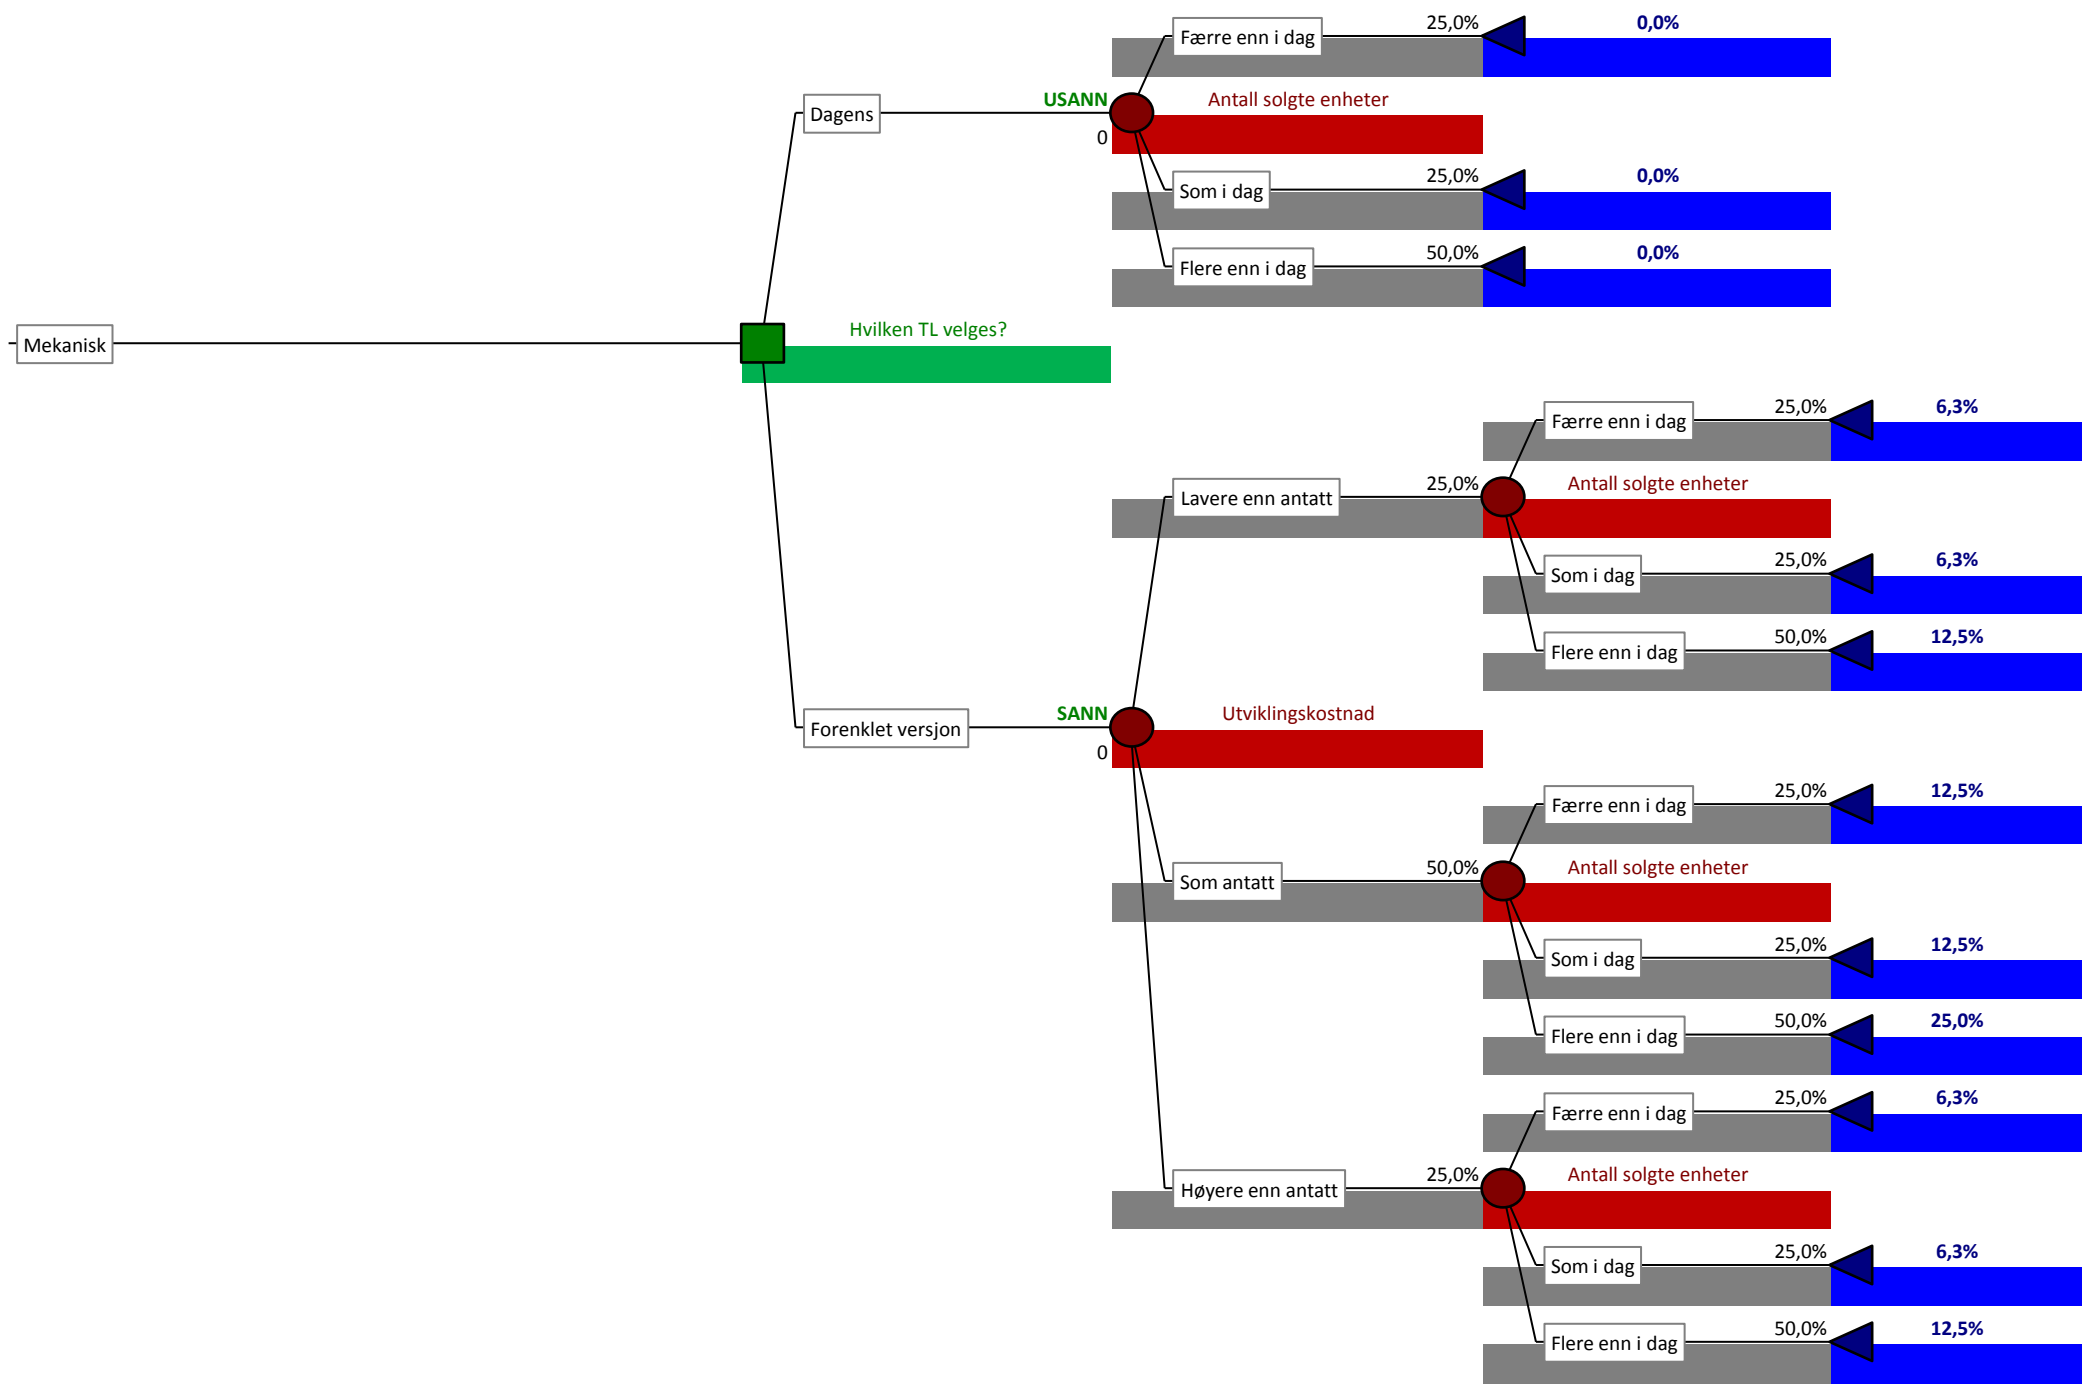 Færre enn i dag 25,0% 0,0%
Dagens USANN Antall solgte enheter
0
Som i dag 25,0% 0,0%
Flere enn i dag 50,0% 0,0%
Mekanisk Hvilken TL velges?
Færre enn i dag 25,0% 6,3%
Lavere enn antatt 25,0% Antall solgte enheter
Som i dag 25,0% 6,3%
Flere enn i dag 50,0% 12,5%
Forenklet versjon SANN Utviklingskostnad
0
Færre enn i dag 25,0% 12,5%
Som antatt 50,0% Antall solgte enheter
Som i dag 25,0% 12,5%
Flere enn i dag 50,0% 25,0%
Færre enn i dag 25,0% 6,3%
Høyere enn antatt 25,0% Antall solgte enheter
Som i dag 25,0% 6,3%
Flere enn i dag 50,0% 12,5%